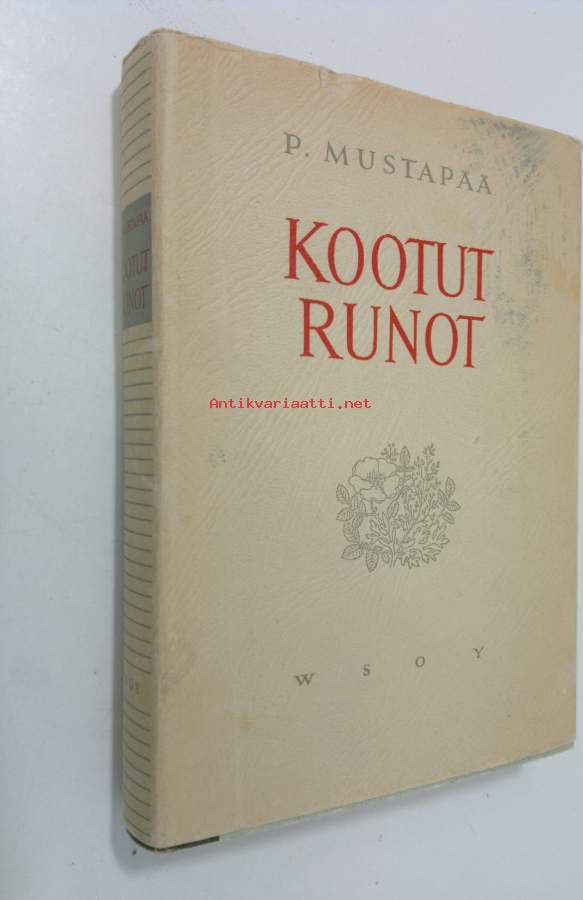 P. MUSTAPÄÄ
KOOTUT
RUNOT
Antikvariaatti.net
W S O Y